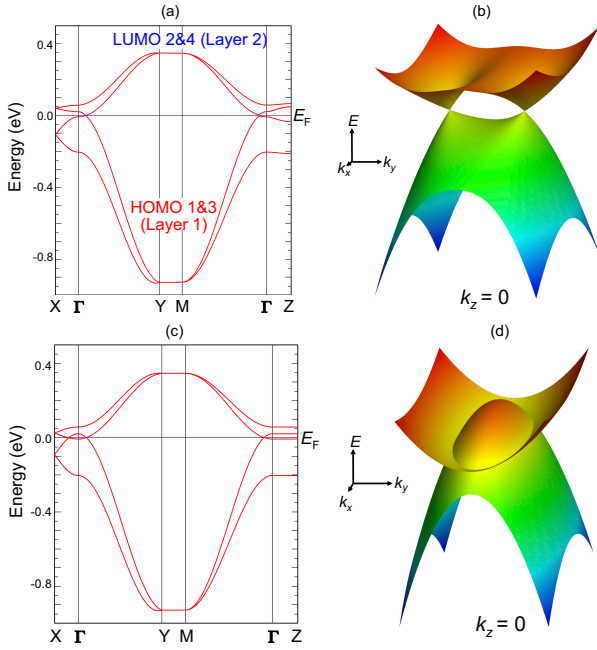 (a)
LUMO 2&4 (Layer 2)
HOMO 1&3
(Layer 1)
Energy (eV)
0.4
0.0
-0.4
-0.8
E_F
X Γ Y M Γ Z
(b)
E
k_x
k_y
k_z = 0
(c)
Energy (eV)
0.4
0.0
-0.4
-0.8
E_F
X Γ Y M Γ Z
(d)
E
k_x
k_y
k_z = 0